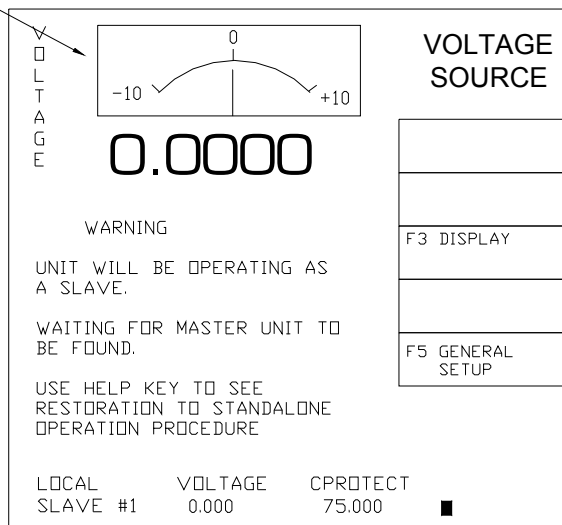 VOLTAGE
0
-10
+10
0.0000
VOLTAGE
SOURCE
F3 DISPLAY
F5 GENERAL
SETUP
WARNING
UNIT WILL BE OPERATING AS
A SLAVE.
WAITING FOR MASTER UNIT TO
BE FOUND.
USE HELP KEY TO SEE
RESTORATION TO STANDALONE
OPERATION PROCEDURE
LOCAL VOLTAGE CPROTECT
SLAVE #1 0.000 75.000